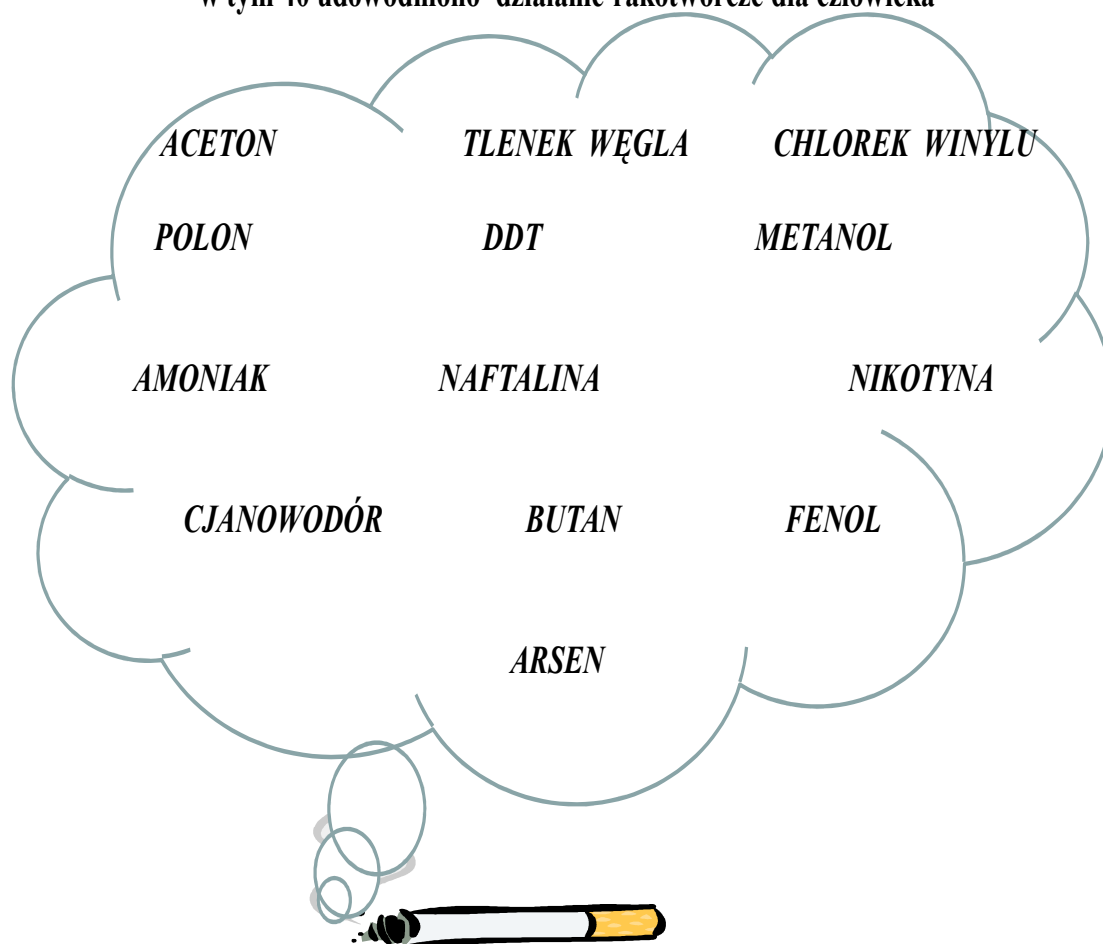 w tym 40 udowodniono działanie rakotwórcze dla człowieka
ACETON TLENEK WĘGLA CHLOREK WINYLU
POLON DDT METANOL
AMONIAK NAFTALINA NIKOTYNA
CJANOWODÓR BUTAN FENOL
ARSEN